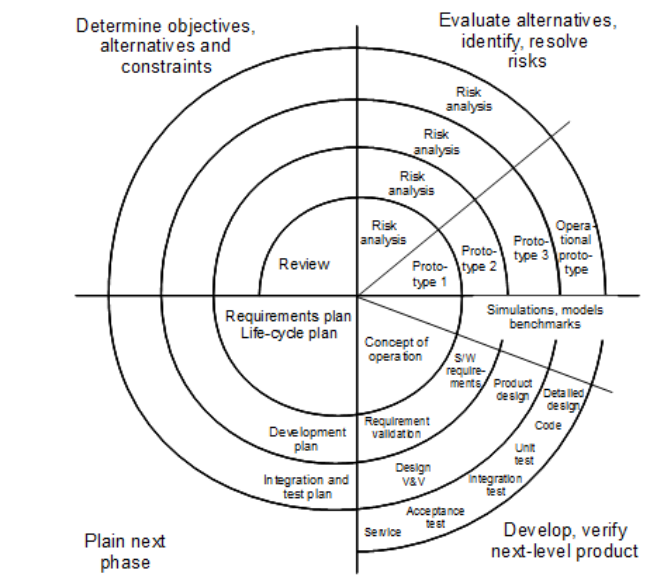 Determine objectives,
alternatives and
constraints
Evaluate alternatives,
identify, resolve
risks
Risk
analysis
Risk
analysis
Risk
analysis
Risk
analysis
Review
Proto-
type 1
Proto-
type 2
Proto-
type 3
Opera-
tional
proto-
type
Requirements plan
Life-cycle plan
Simulations, models
benchmarks
Concept of
operation
S/W
require-
ments
Product
design
Detailed
design
Code
Unit
test
Integration
test
Acceptance
test
Service
Requirement
validation
Design
V&V
Development
plan
Integration and
test plan
Plain next
phase
Develop, verify
next-level product